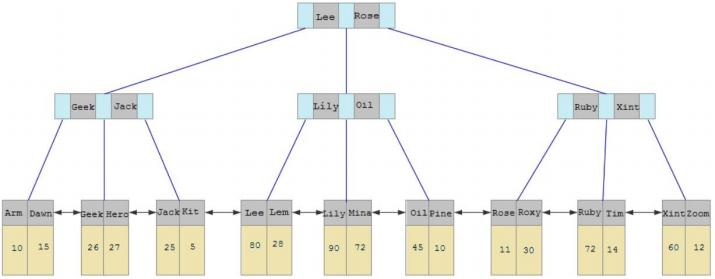 Lee Rose
Geek Jack Lily Oil Ruby Xint
Arm Dawn Geek Hero Jack Kit Lee Lem Lily Mina Oil Pine Rose Roxy Ruby Tim Xint Zoom
10 15 26 27 25 5 80 28 90 72 45 10 11 30 72 14 60 12